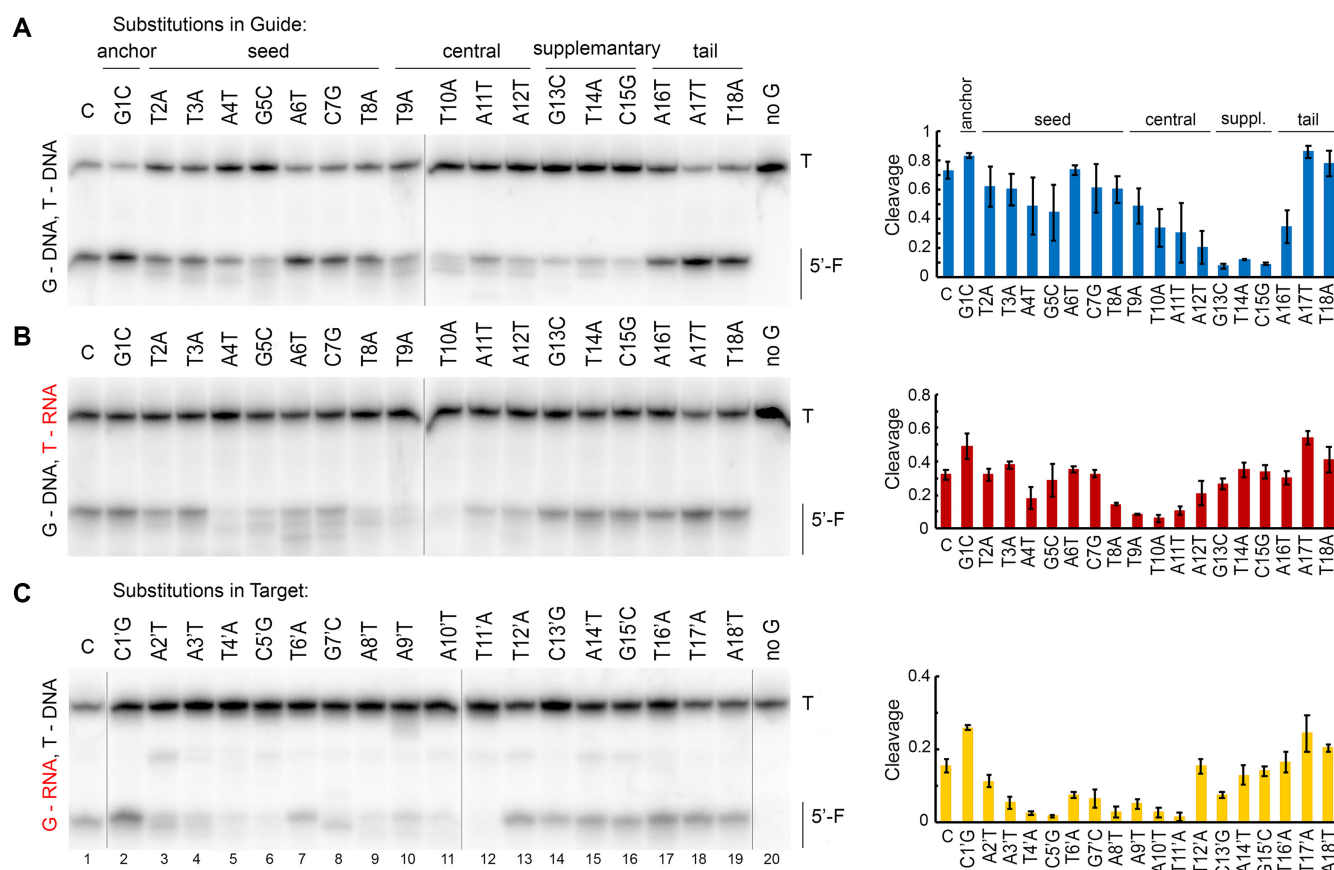 A
Substitutions in Guide:
anchor seed central supplemantary tail
C G1C T2A T3A A4T G5C A6T C7G T8A T9A T10A A11T A12T G13C T14A C15G A16T A17T T18A no G
G - DNA, T - DNA
T
5'-F
anchor seed central suppl. tail
Cleavage
1
0.8
0.6
0.4
0.2
0
C G1C T2A T3A A4T G5C A6T C7G T8A T9A T10A A11T A12T G13C T14A C15G A16T A17T T18A
B
C G1C T2A T3A A4T G5C A6T C7G T8A T9A T10A A11T A12T G13C T14A C15G A16T A17T T18A no G
G - DNA, T - RNA
T
5'-F
Cleavage
0.8
0.6
0.4
0.2
0
C G1C T2A T3A A4T G5C A6T C7G T8A T9A T10A A11T A12T G13C T14A C15G A16T A17T T18A
C
Substitutions in Target:
C C1'G A2'T A3'T T4'A C5'G T6'A G7'C A8'T A9'T A10'T T11'A T12'A C13'G A14'T G15'C T16'A T17'A A18'T no G
G - RNA, T - DNA
T
5'-F
1 2 3 4 5 6 7 8 9 10 11 12 13 14 15 16 17 18 19 20
Cleavage
0.4
0.2
0
C C1'G A2'T A3'T T4'A C5'G T6'A G7'C A8'T A9'T A10'T T11'A T12'A C13'G A14'T G15'C T16'A T17'A A18'T